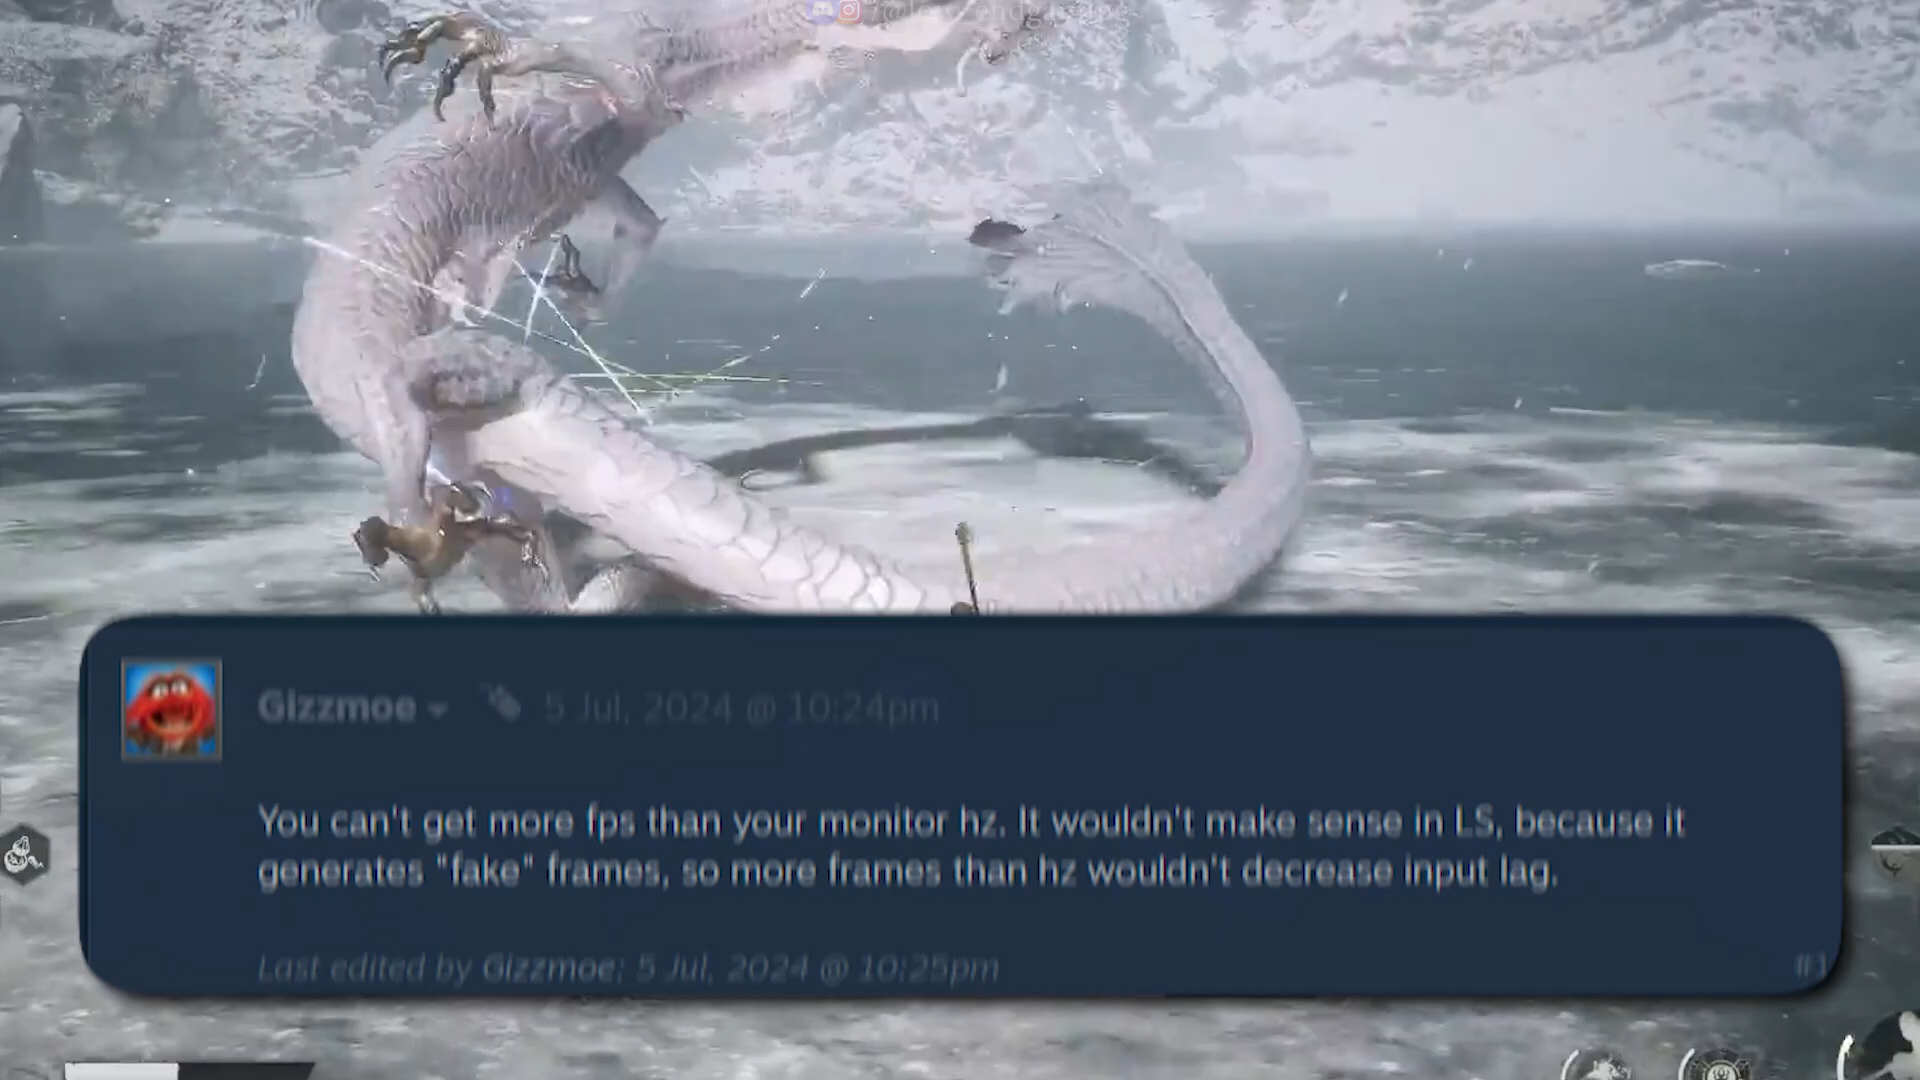 Gizzmoe 5 Jul, 2024 @ 10:24pm
You can't get more fps than your monitor hz. It wouldn't make sense in LS, because it
generates "fake" frames, so more frames than hz wouldn't decrease input lag.
Last edited by Gizzmoe; 5 Jul, 2024 @ 10:25pm
#1